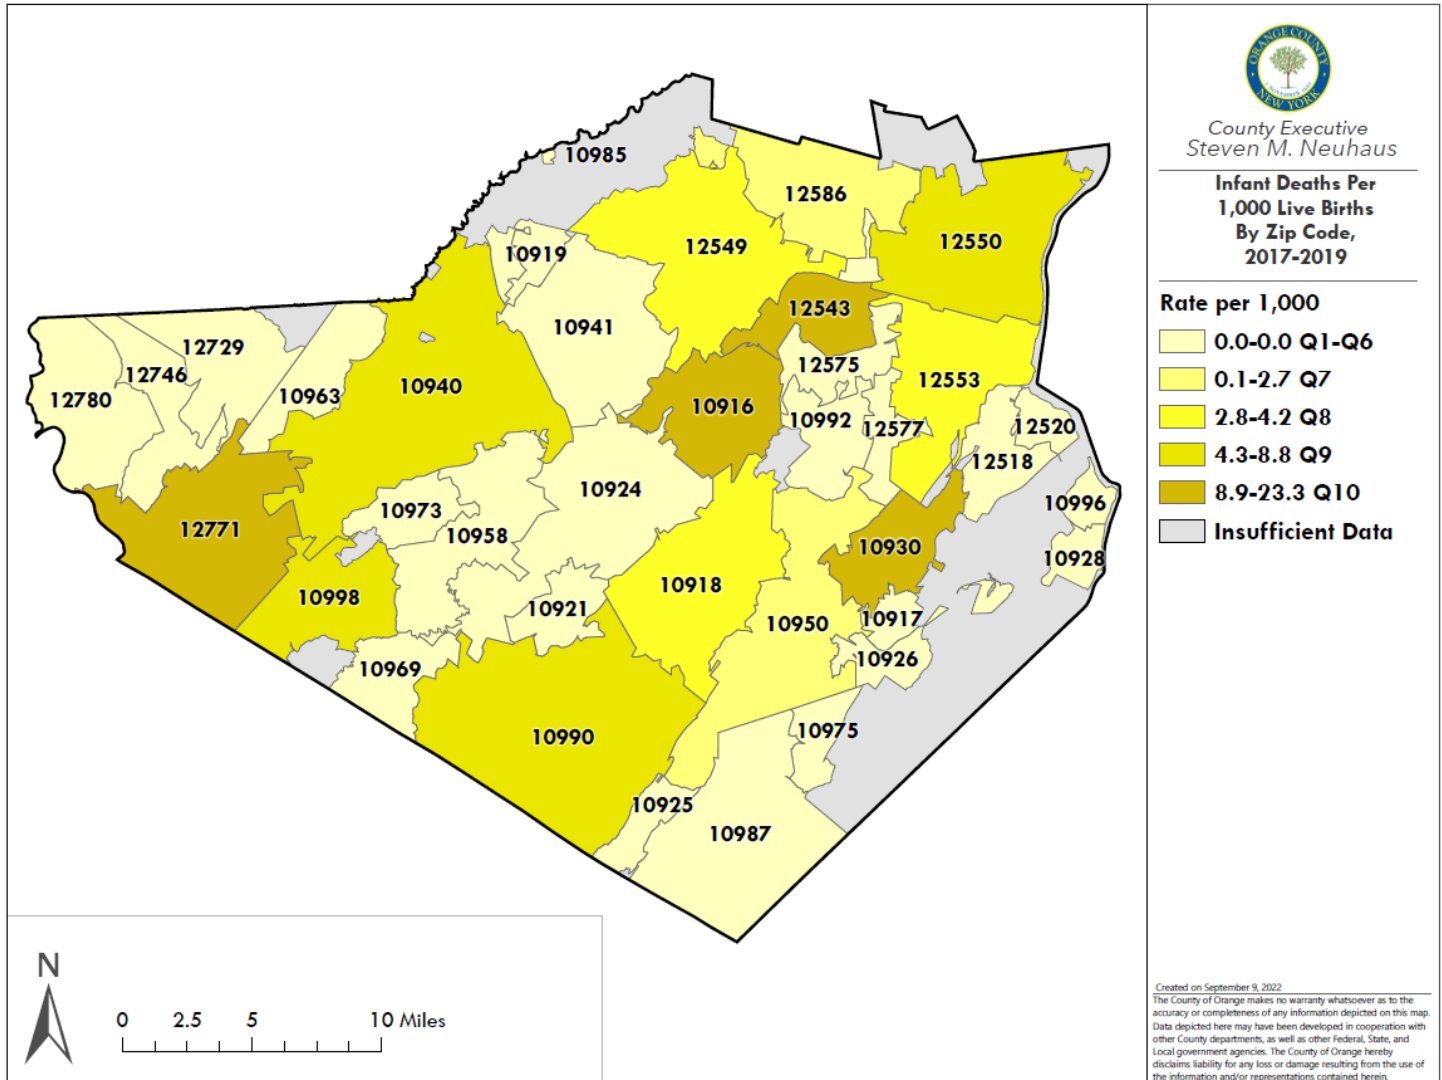 ORANGE COUNTY
NEW YORK
County Executive
Steven M. Neuhaus
Infant Deaths Per
1,000 Live Births
By Zip Code,
2017-2019
Rate per 1,000
0.0-0.0 Q1-Q6
0.1-2.7 Q7
2.8-4.2 Q8
4.3-8.8 Q9
8.9-23.3 Q10
Insufficient Data
10985
12586
12550
12549
10919
12543
10941
12729
12575
12746
10940
12553
12780
10963
10916
10992
12577
12520
12518
10924
10996
10973
12771
10958
10930
10928
10918
10998
10921
10917
10950
10926
10969
10975
10990
10925
10987
N
0 2.5 5 10 Miles
Created on September 9, 2022
The County of Orange makes no warranty whatsoever as to the
accuracy or completeness of any information depicted on this map.
Data depicted here may have been developed in cooperation with
other County departments, as well as other Federal, State, and
Local government agencies. The County of Orange hereby
disclaims liability for any loss or damage resulting from the use of
the information and/or representations contained herein.